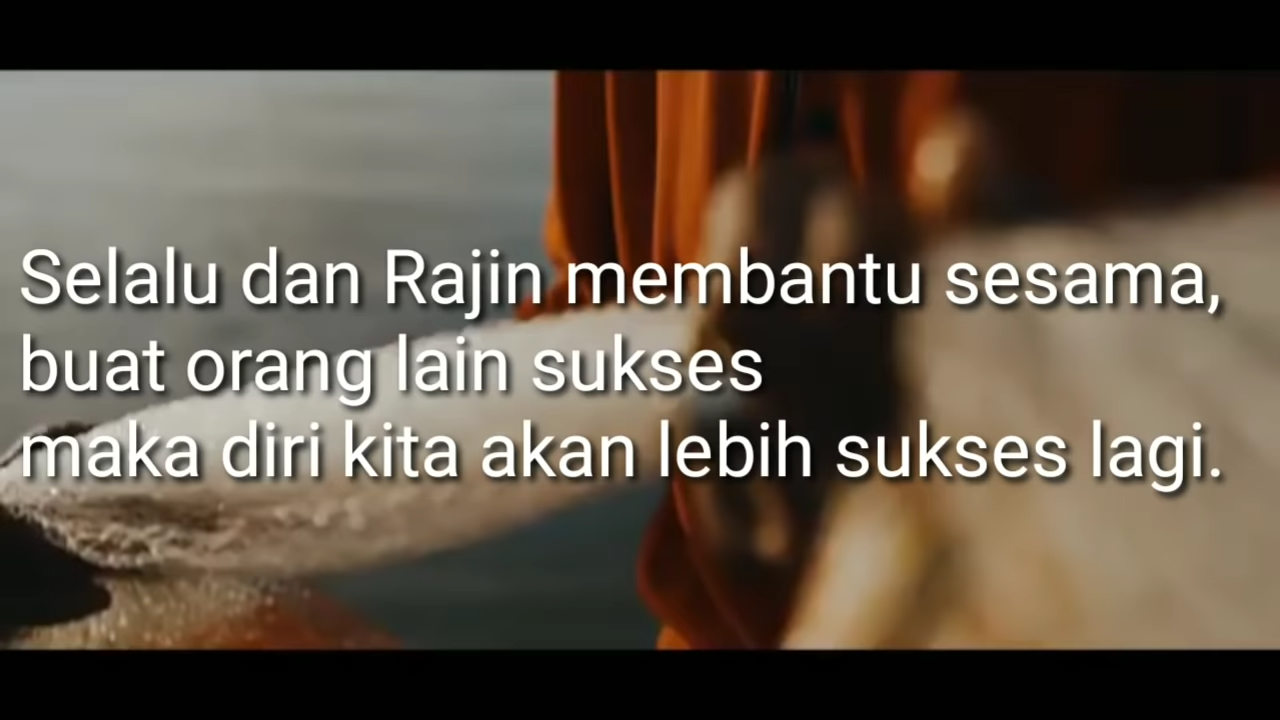 Selalu dan Rajin membantu sesama,
buat orang lain sukses
maka diri kita akan lebih sukses lagi.